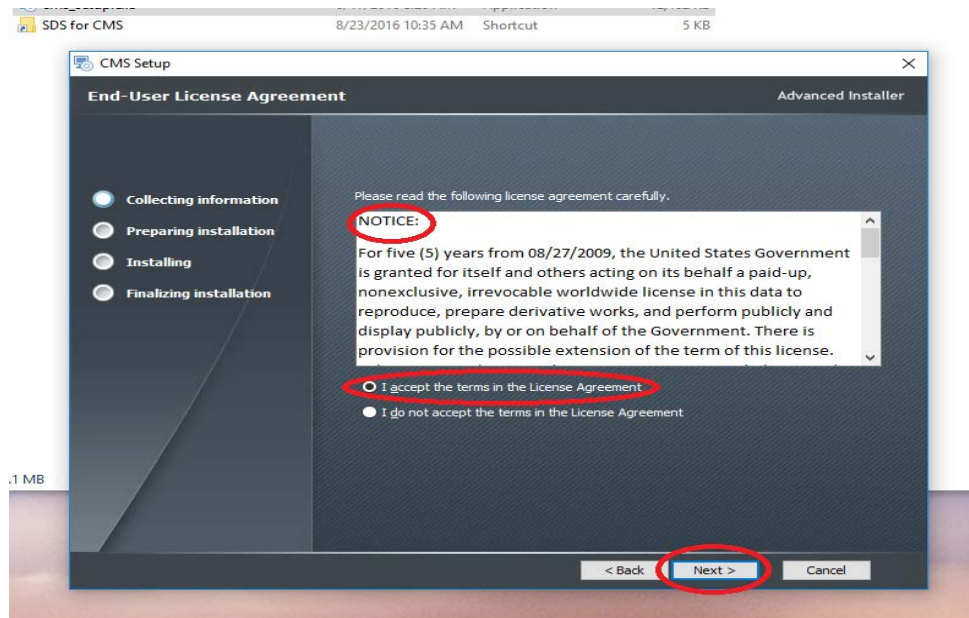 SDS for CMS 8/23/2016 10:35 AM Shortcut 5 KB
CMS Setup
End-User License Agreement Advanced Installer
Collecting information
Preparing installation
Installing
Finalizing installation
Please read the following license agreement carefully.
NOTICE:
For five (5) years from 08/27/2009, the United States Government
is granted for itself and others acting on its behalf a paid-up,
nonexclusive, irrevocable worldwide license in this data to
reproduce, prepare derivative works, and perform publicly and
display publicly, by or on behalf of the Government. There is
provision for the possible extension of the term of this license.
I accept the terms in the License Agreement
I do not accept the terms in the License Agreement
.1 MB
< Back Next > Cancel